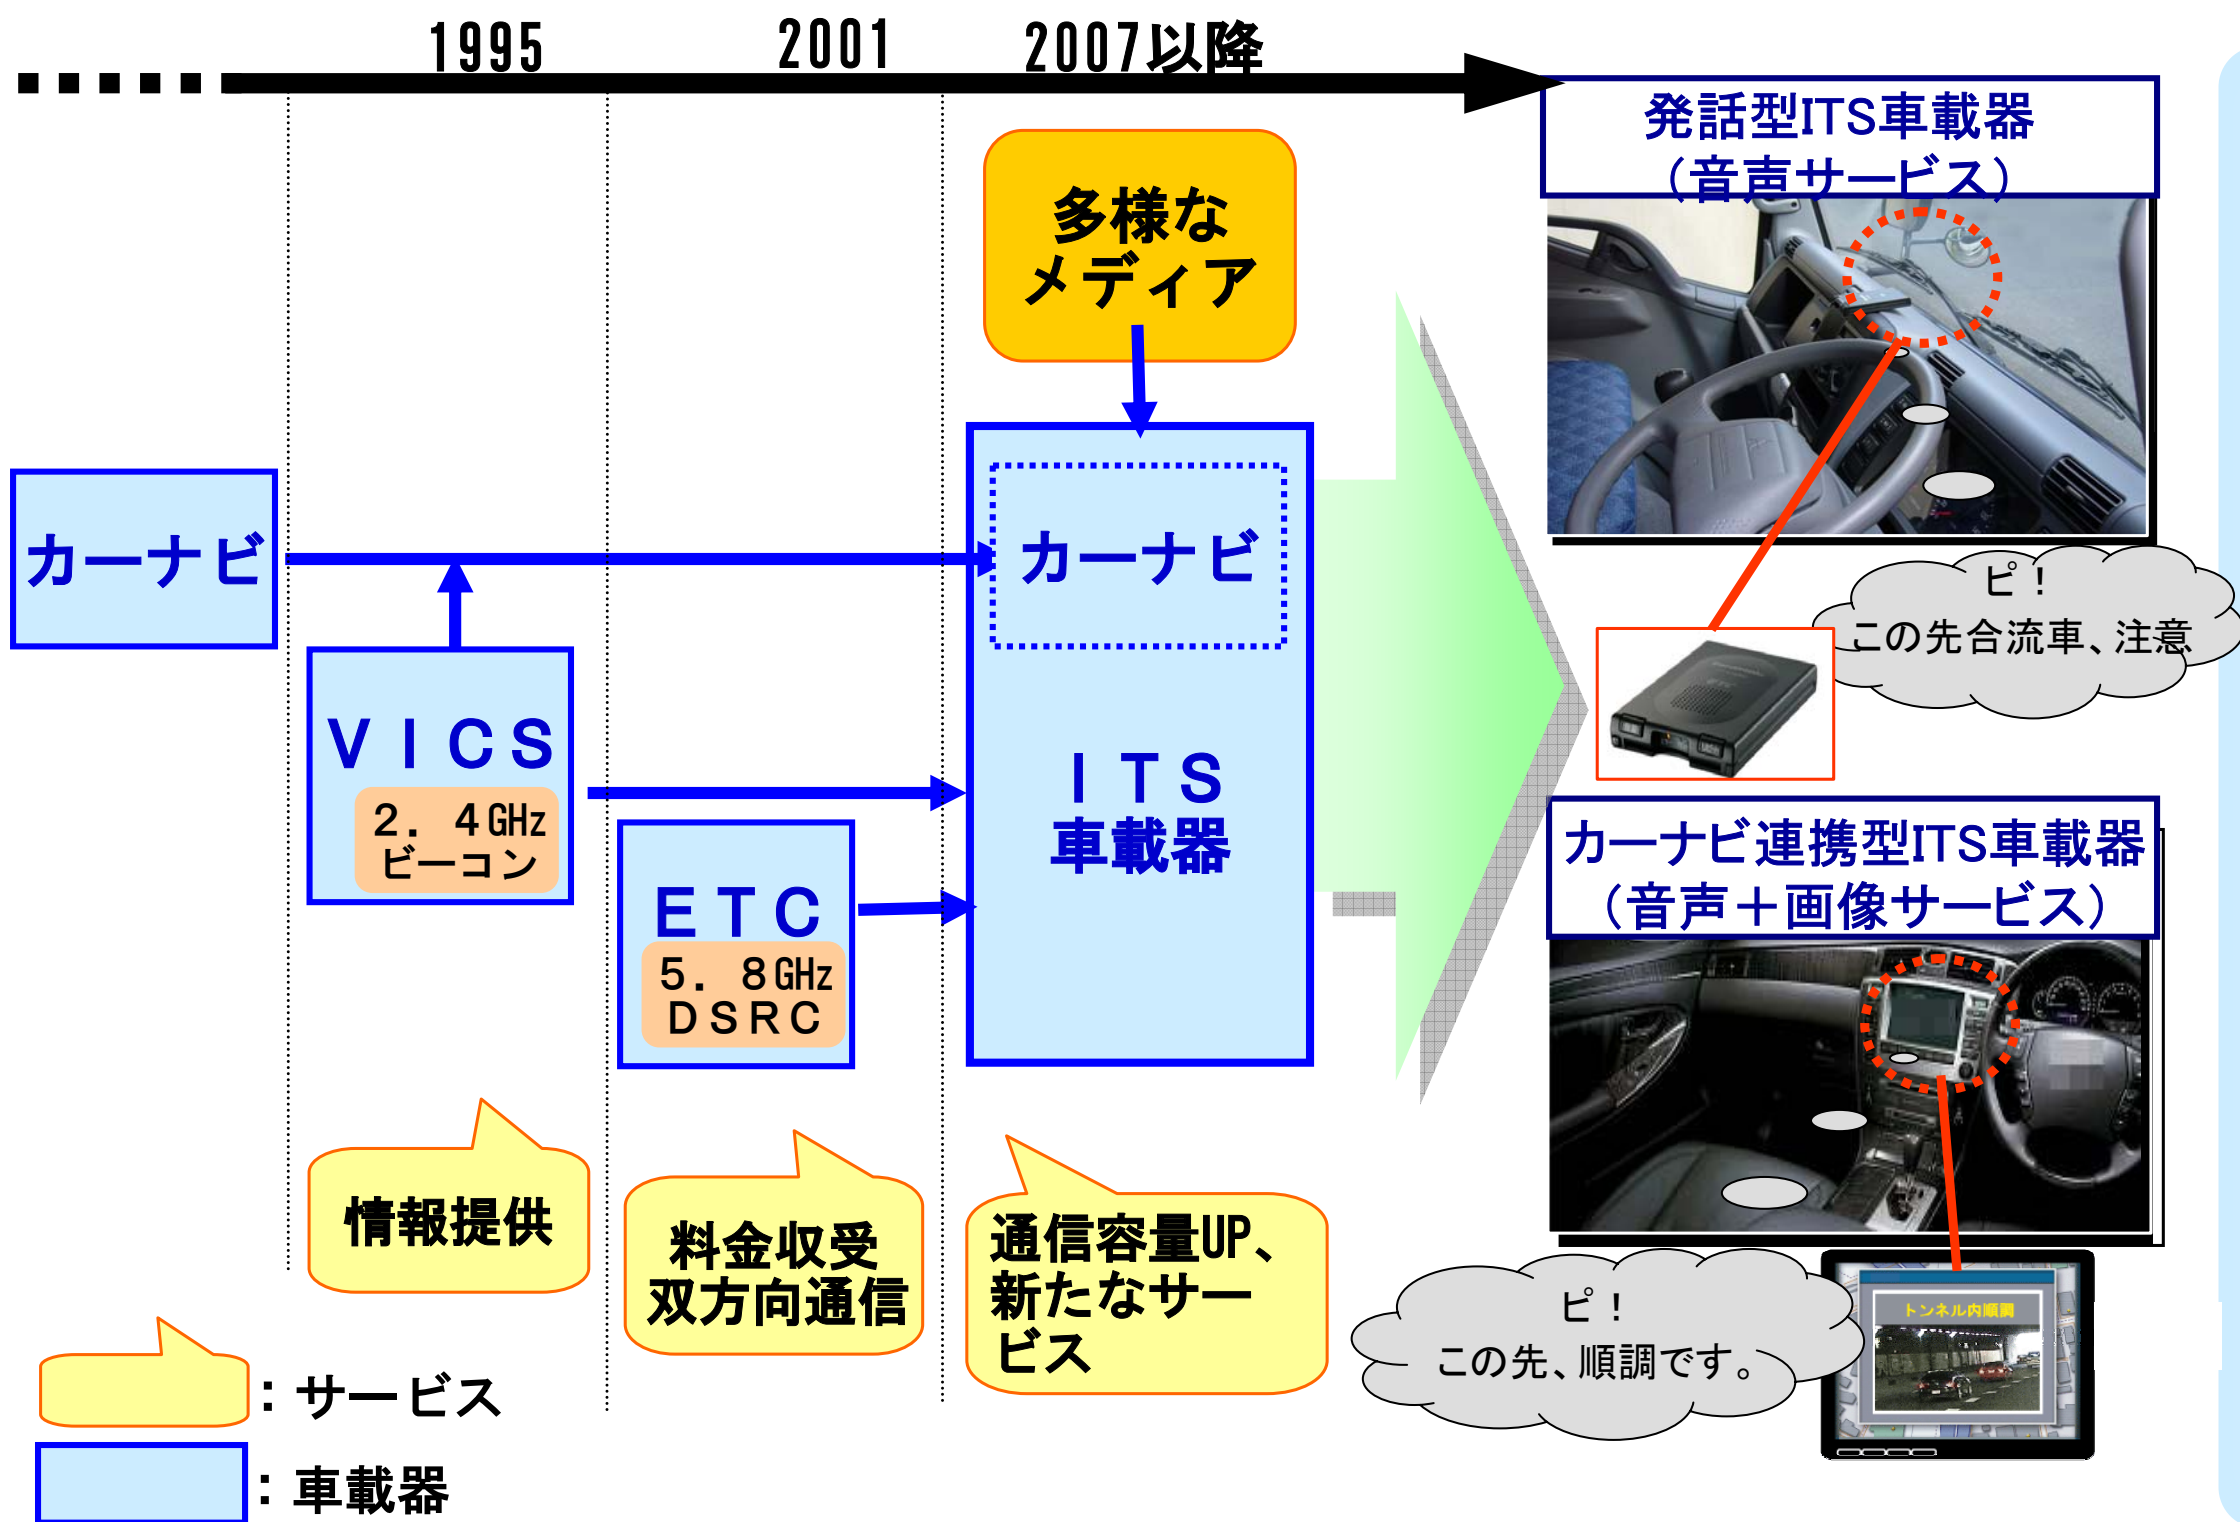 1995
2001
2007以降
発話型ITS車載器
（音声サービス）
多様な
メディア
カーナビ
カーナビ
ピ！
この先合流車、注意
ＶＩＣＳ
２．４GHz
ビーコン
ＩＴＳ
車載器
カーナビ連携型ITS車載器
（音声＋画像サービス）
ＥＴＣ
５．８GHz
ＤＳＲＣ
情報提供
料金収受
双方向通信
通信容量UP、
新たなサー
ビス
ピ！
この先、順調です。
トンネル内順調
：サービス
：車載器